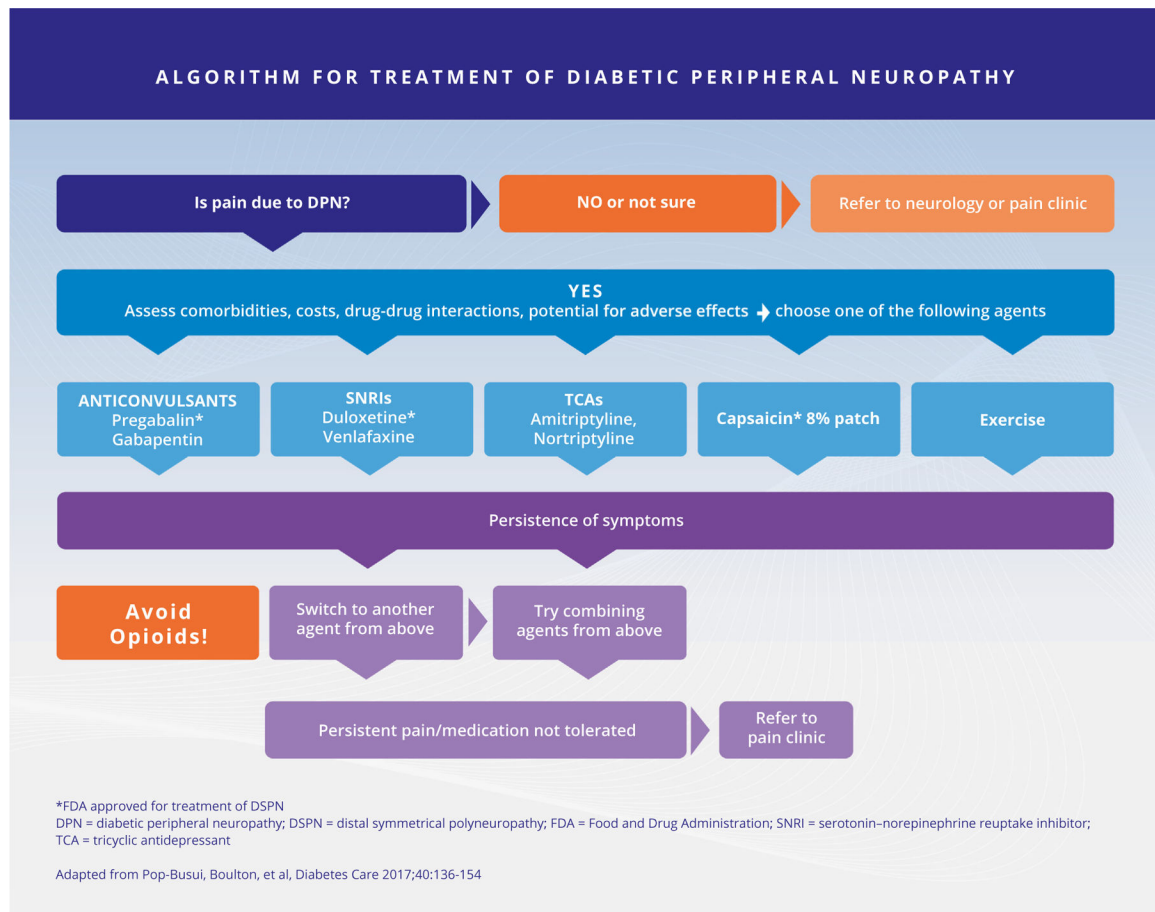 ALGORITHM FOR TREATMENT OF DIABETIC PERIPHERAL NEUROPATHY
Is pain due to DPN?
NO or not sure
Refer to neurology or pain clinic
YES
Assess comorbidities, costs, drug-drug interactions, potential for adverse effects → choose one of the following agents
ANTICONVULSANTS
Pregabalin*
Gabapentin
SNRIs
Duloxetine*
Venlafaxine
TCAs
Amitriptyline,
Nortriptyline
Capsaicin* 8% patch
Exercise
Persistence of symptoms
Avoid
Opioids!
Switch to another
agent from above
Try combining
agents from above
Persistent pain/medication not tolerated
Refer to
pain clinic
*FDA approved for treatment of DSPN
DPN = diabetic peripheral neuropathy; DSPN = distal symmetrical polyneuropathy; FDA = Food and Drug Administration; SNRI = serotonin–norepinephrine reuptake inhibitor;
TCA = tricyclic antidepressant
Adapted from Pop-Busui, Boulton, et al, Diabetes Care 2017;40:136-154